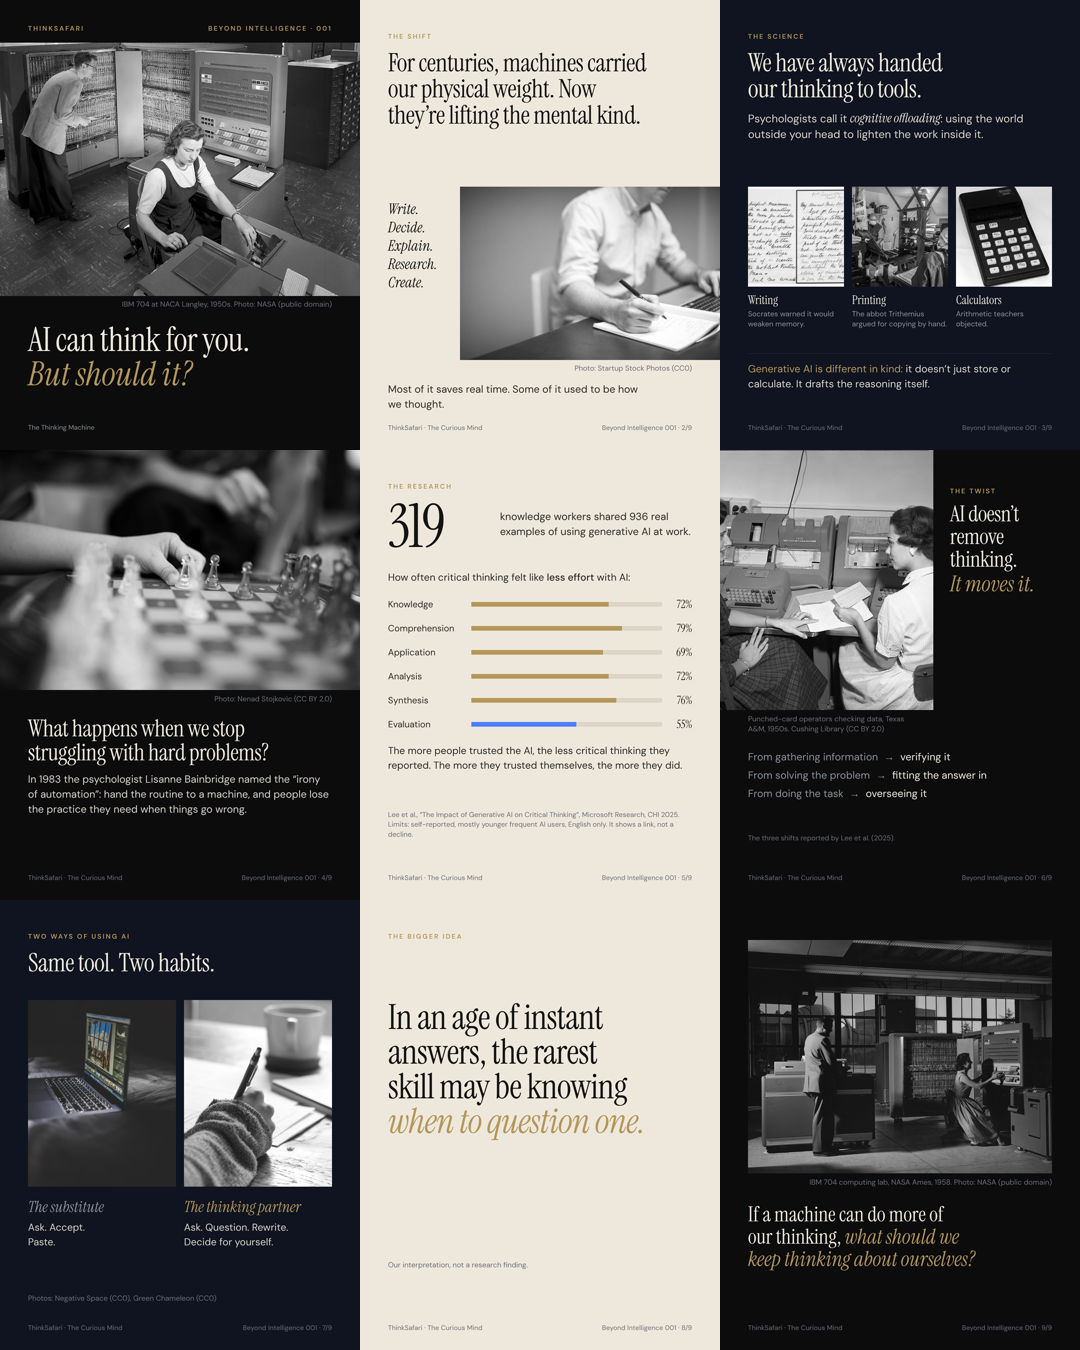 THINKSAFARI
BEYOND INTELLIGENCE · 001
IBM 704 at NACA Langley, 1950s. Photo: NASA (public domain)
AI can think for you.
But should it?
The Thinking Machine
THE SHIFT
For centuries, machines carried
our physical weight. Now
they're lifting the mental kind.
Write.
Decide.
Explain.
Research.
Create.
Photo: Startup Stock Photos (CC0)
Most of it saves real time. Some of it used to be how
we thought.
ThinkSafari · The Curious Mind
Beyond Intelligence 001 · 2/9
THE SCIENCE
We have always handed
our thinking to tools.
Psychologists call it cognitive offloading: using the world
outside your head to lighten the work inside it.
Writing
Socrates warned it would
weaken memory.
Printing
The abbot Trithemius
argued for copying by hand.
Calculators
Arithmetic teachers
objected.
Generative AI is different in kind: it doesn't just store or
calculate. It drafts the reasoning itself.
ThinkSafari · The Curious Mind
Beyond Intelligence 001 · 3/9
Photo: Nenad Stojkovic (CC BY 2.0)
What happens when we stop
struggling with hard problems?
In 1983 the psychologist Lisanne Bainbridge named the “irony
of automation”: hand the routine to a machine, and people lose
the practice they need when things go wrong.
ThinkSafari · The Curious Mind
Beyond Intelligence 001 · 4/9
THE RESEARCH
319
knowledge workers shared 936 real
examples of using generative AI at work.
How often critical thinking felt like less effort with AI:
Knowledge 72%
Comprehension 79%
Application 69%
Analysis 72%
Synthesis 76%
Evaluation 55%
The more people trusted the AI, the less critical thinking they
reported. The more they trusted themselves, the more they did.
Lee et al., “The Impact of Generative AI on Critical Thinking”, Microsoft Research, CHI 2025.
Limits: self-reported, mostly younger frequent AI users, English only. It shows a link, not a
decline.
ThinkSafari · The Curious Mind
Beyond Intelligence 001 · 5/9
THE TWIST
AI doesn't
remove
thinking.
It moves it.
Punched-card operators checking data, Texas
A&M, 1950s. Cushing Library (CC BY 2.0)
From gathering information → verifying it
From solving the problem → fitting the answer in
From doing the task → overseeing it
The three shifts reported by Lee et al. (2025).
ThinkSafari · The Curious Mind
Beyond Intelligence 001 · 6/9
TWO WAYS OF USING AI
Same tool. Two habits.
The substitute
Ask. Accept.
Paste.
The thinking partner
Ask. Question. Rewrite.
Decide for yourself.
Photos: Negative Space (CC0), Green Chameleon (CC0)
ThinkSafari · The Curious Mind
Beyond Intelligence 001 · 7/9
THE BIGGER IDEA
In an age of instant
answers, the rarest
skill may be knowing
when to question one.
Our interpretation, not a research finding.
ThinkSafari · The Curious Mind
Beyond Intelligence 001 · 8/9
IBM 704 computing lab, NASA Ames, 1958. Photo: NASA (public domain)
If a machine can do more of
our thinking, what should we
keep thinking about ourselves?
ThinkSafari · The Curious Mind
Beyond Intelligence 001 · 9/9